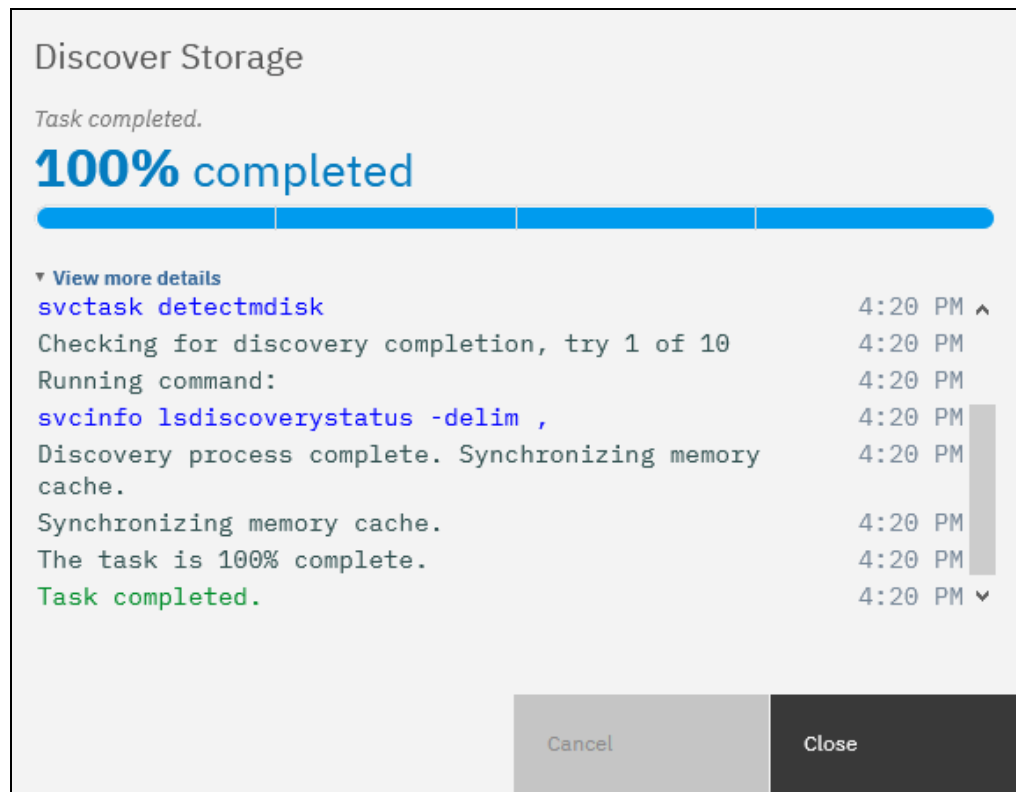 Discover Storage
Task completed.
100% completed
View more details
svctask detectmdisk 4:20 PM
Checking for discovery completion, try 1 of 10 4:20 PM
Running command: 4:20 PM
svcinfo lsdiscoverystatus -delim , 4:20 PM
Discovery process complete. Synchronizing memory 4:20 PM
cache.
Synchronizing memory cache. 4:20 PM
The task is 100% complete. 4:20 PM
Task completed. 4:20 PM
Cancel Close